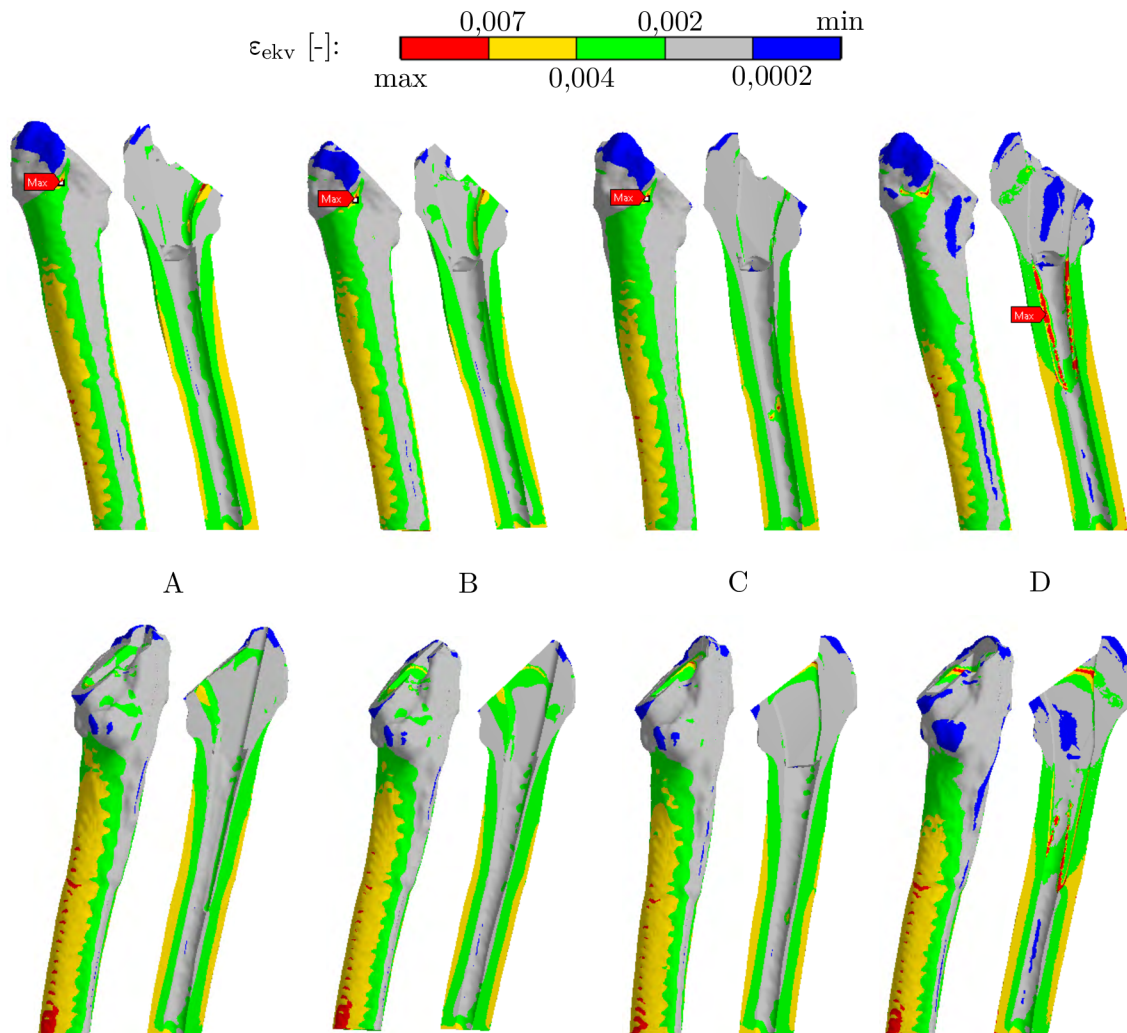 0,007 0,002 min
εekv [-]:
max 0,004 0,0002
Max Max Max
Max
A B C D